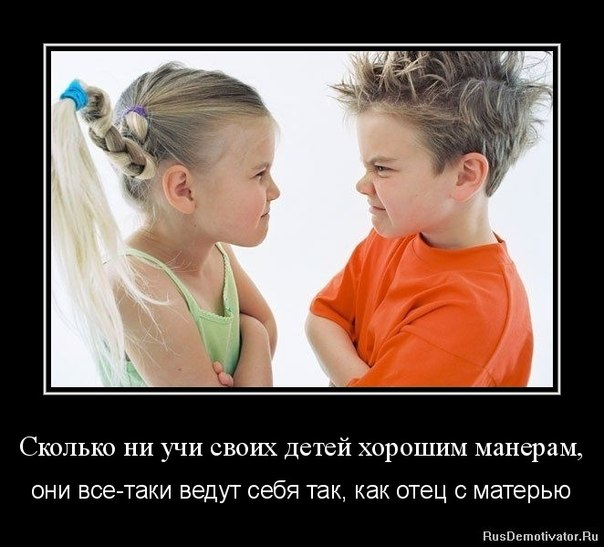 Сколько ни учи своих детей хорошим манерам,
они все-таки ведут себя так, как отец с матерью
RusDemotivator.Ru